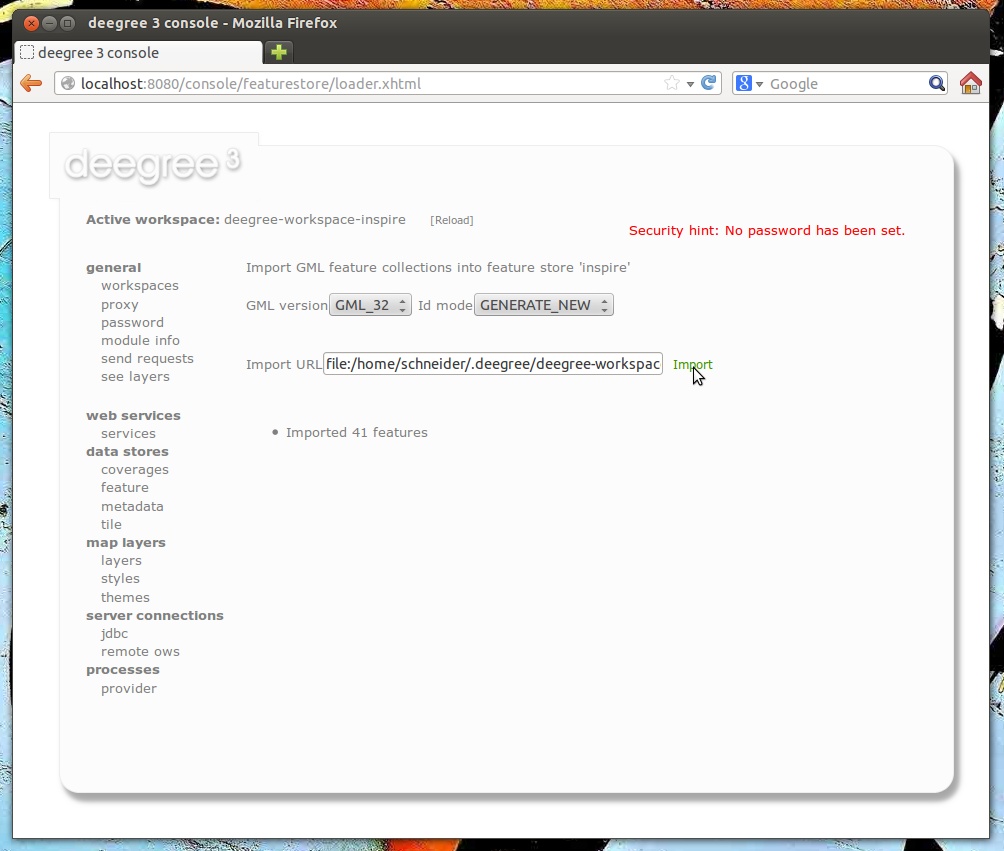 deegree 3 console - Mozilla Firefox
deegree 3 console
localhost:8080/console/featurestore/loader.xhtml
8 Google
deegree 3
Active workspace: deegree-workspace-inspire [Reload]
Security hint: No password has been set.
general
workspaces
proxy
password
module info
send requests
see layers
web services
services
data stores
coverages
feature
metadata
tile
map layers
layers
styles
themes
server connections
jdbc
remote ows
processes
provider
Import GML feature collections into feature store 'inspire'
GML version GML_32 Id mode GENERATE_NEW
Import URL file:/home/schneider/.deegree/deegree-workspac Import
• Imported 41 features